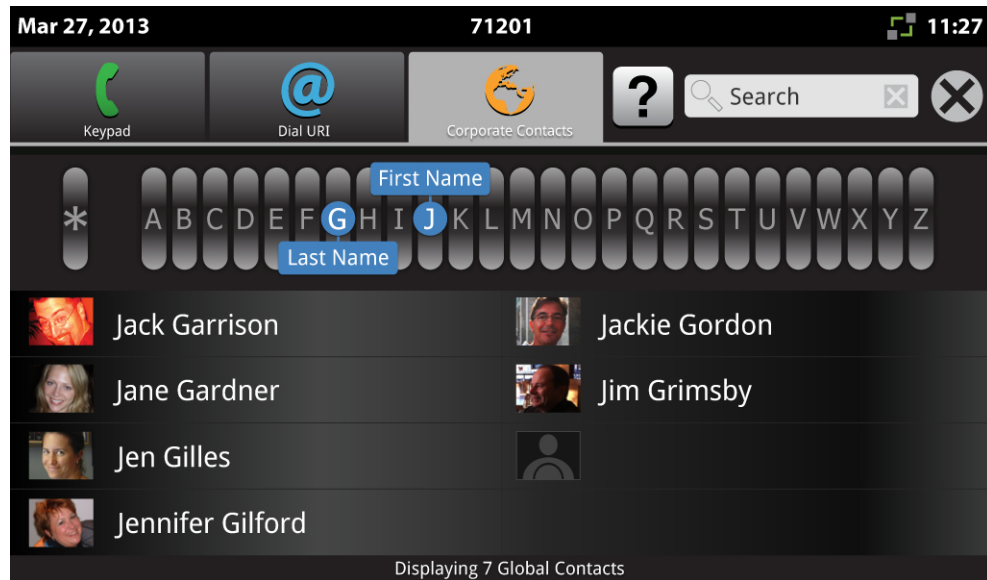 Mar 27, 2013 71201 11:27
Keypad Dial URI Corporate Contacts ? Search
First Name
* A B C D E F G H I J K L M N O P Q R S T U V W X Y Z
Last Name
Jack Garrison Jackie Gordon
Jane Gardner Jim Grimsby
Jen Gilles
Jennifer Gilford
Displaying 7 Global Contacts